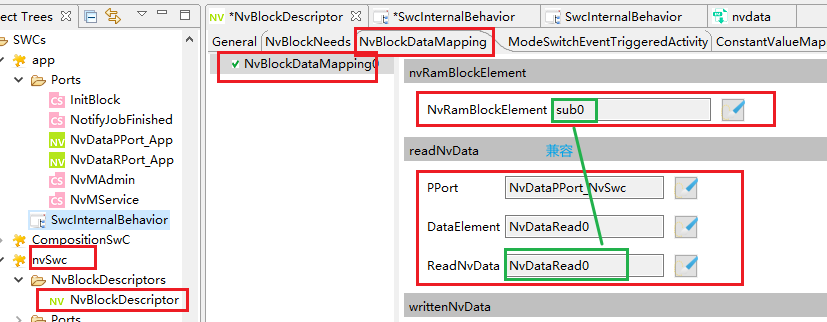 ect Trees
*NvBlockDescriptor
*SwcInternalBehavior
SwcInternalBehavior
nvdata
SWCs
app
Ports
InitBlock
NotifyJobFinished
NvDataPPort_App
NvDataRPort_App
NvMAdmin
NvMService
SwcInternalBehavior
CompositionSwC
nvSwc
NvBlockDescriptors
NvBlockDescriptor
Ports
General
NvBlockNeeds
NvBlockDataMapping
ModeSwitchEventTriggeredActivity
ConstantValueMap
NvBlockDataMapping0
nvRamBlockElement
NvRamBlockElement sub0
readNvData 兼容
PPort NvDataPPort_NvSwc
DataElement NvDataRead0
ReadNvData NvDataRead0
writtenNvData